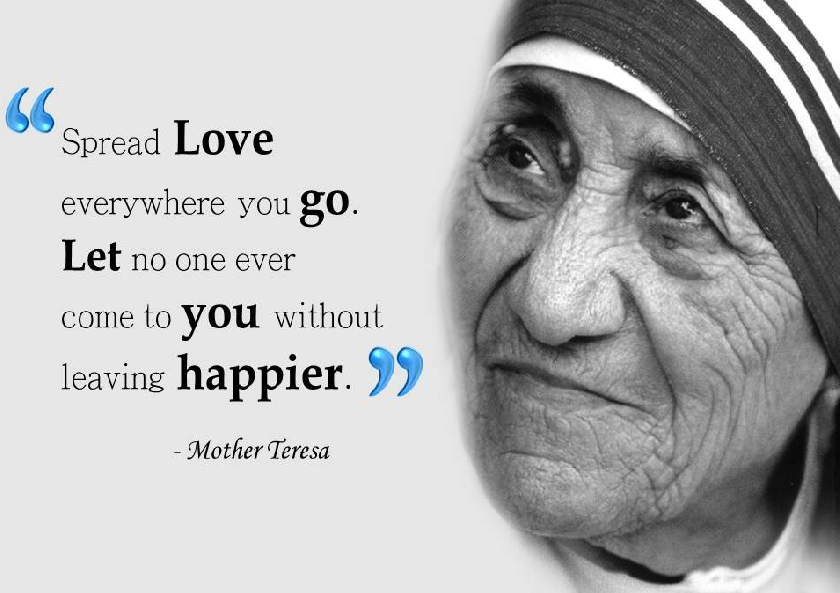 “ Spread Love
everywhere you go.
Let no one ever
come to you without
leaving happier. ”
- Mother Teresa